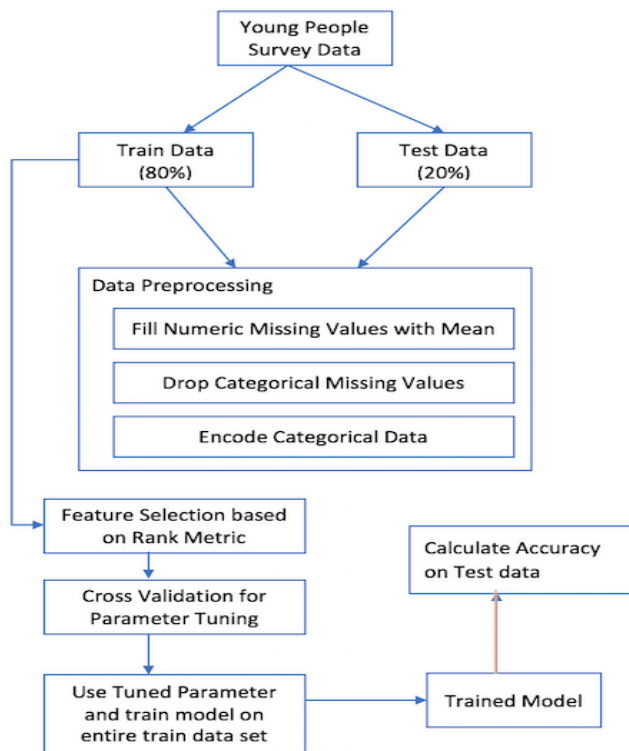 Young People
Survey Data
Train Data
(80%)
Test Data
(20%)
Data Preprocessing
Fill Numeric Missing Values with Mean
Drop Categorical Missing Values
Encode Categorical Data
Feature Selection based
on Rank Metric
Cross Validation for
Parameter Tuning
Use Tuned Parameter
and train model on
entire train data set
Calculate Accuracy
on Test data
Trained Model